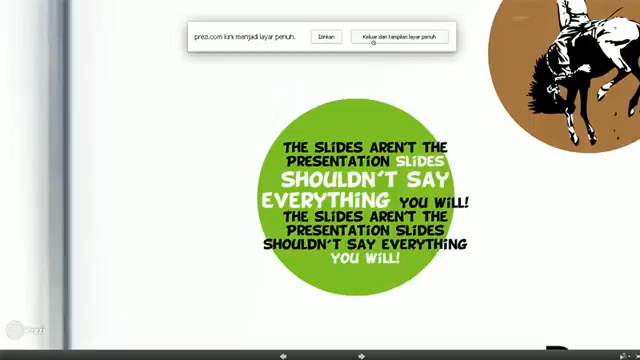 prezi.com kini menjadi layar penuh.
Izinkan
Keluar dari tampilan layar penuh
THE SLIDES AREN'T THE
PRESENTATION SLIDES
SHOULDN'T SAY
EVERYTHING YOU WILL!
THE SLIDES AREN'T THE
PRESENTATION SLIDES
SHOULDN'T SAY EVERYTHING
YOU WILL!
Prezi